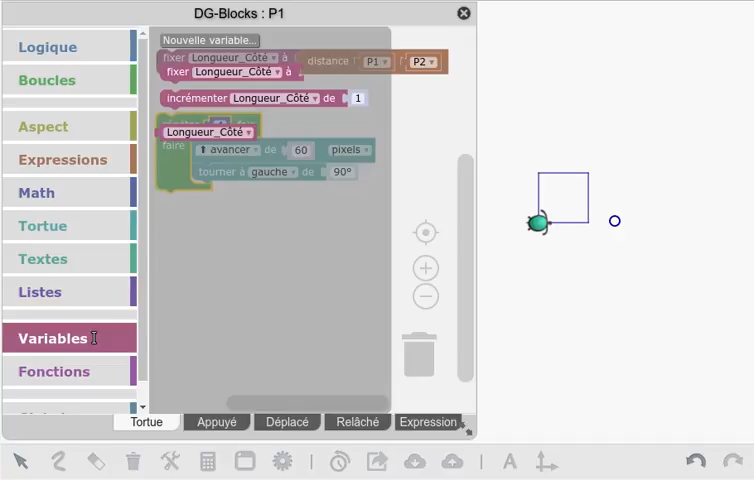 DG-Blocks : P1
Logique
Boucles
Aspect
Expressions
Math
Tortue
Textes
Listes
Variables
Fonctions
Nouvelle variable...
fixer Longueur_Côté à distance P1 P2
fixer Longueur_Côté à
incrémenter Longueur_Côté de 1
Longueur_Côté
faire avancer de 60 pixels
tourner à gauche de 90°
Tortue Appuyé Déplacé Relâché Expression
A